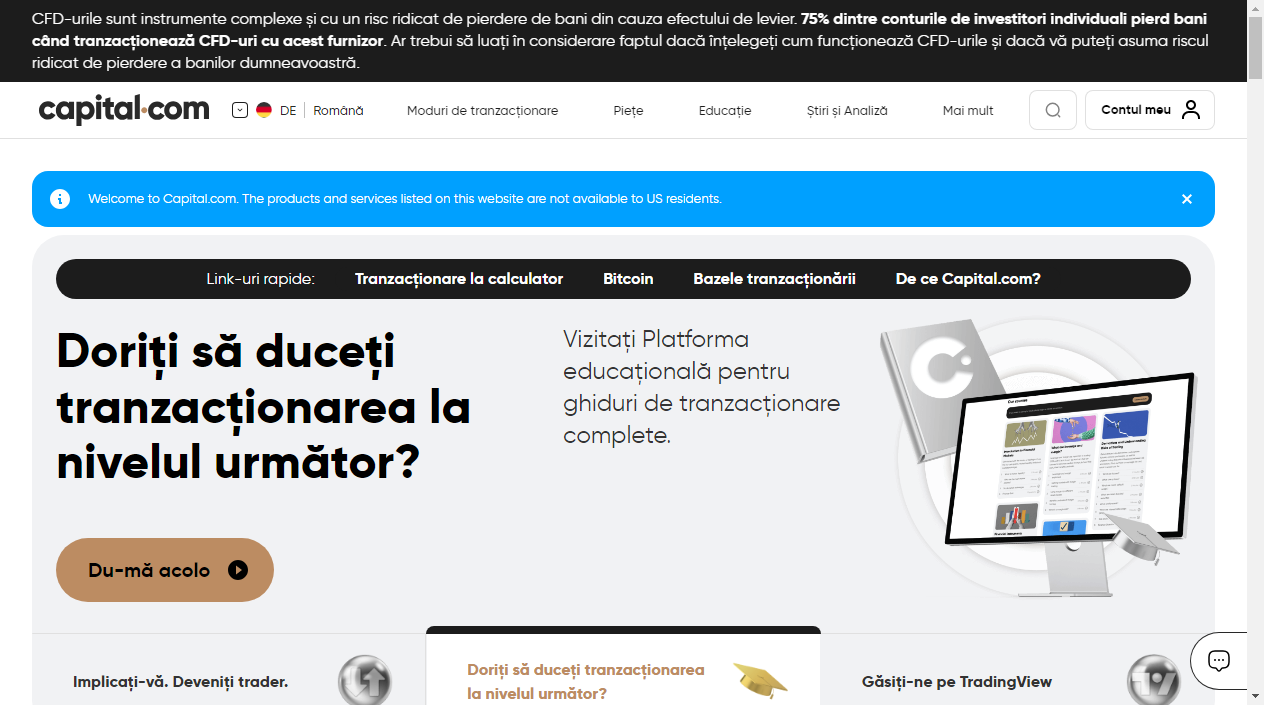 CFD-urile sunt instrumente complexe și cu un risc ridicat de pierdere de bani din cauza efectului de levier. 75% dintre conturile de investitori individuali pierd bani
când tranzacționează CFD-uri cu acest furnizor. Ar trebui să luați în considerare faptul dacă înțelegeți cum funcționează CFD-urile și dacă vă puteți asuma riscul
ridicat de pierdere a banilor dumneavoastră.
capital.com
DE Română
Moduri de tranzacționare
Piețe
Educație
Știri și Analiză
Mai mult
Contul meu
Welcome to Capital.com. The products and services listed on this website are not available to US residents.
Link-uri rapide: Tranzacționare la calculator Bitcoin Bazele tranzacționării De ce Capital.com?
Doriți să duceți
tranzacționarea la
nivelul următor?
Vizitați Platforma
educațională pentru
ghiduri de tranzacționare
complete.
Du-mă acolo
Implicați-vă. Deveniți trader.
Doriți să duceți tranzacționarea
la nivelul următor?
Găsiți-ne pe TradingView